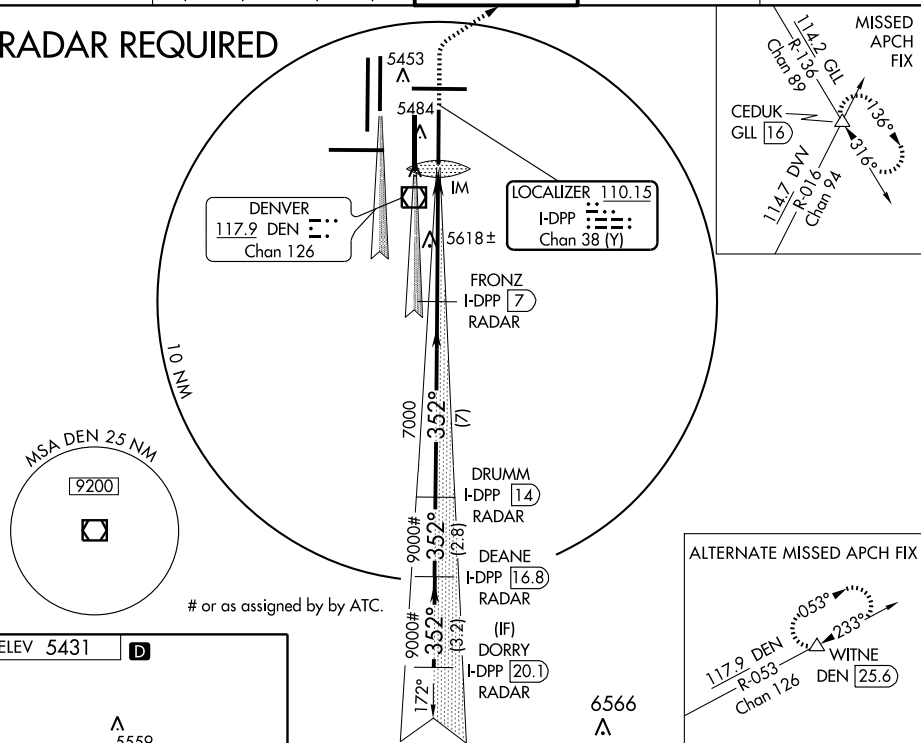 RADAR REQUIRED
5453
5484
MISSED
APCH
FIX
114.2 GLL
R-136
Chan 89
CEDUK
GLL 16
136°
316°
114.7 DVV
R-016
Chan 94
IM
DENVER
117.9 DEN
Chan 126
LOCALIZER 110.15
I-DPP
Chan 38 (Y)
5618±
FRONZ
I-DPP 7
RADAR
10 NM
7000
352°
(7)
MSA DEN 25 NM
9200
DRUMM
I-DPP 14
RADAR
9000#
352°
(2.8)
DEANE
I-DPP 16.8
RADAR
# or as assigned by by ATC.
9000#
352°
(3.2)
(IF)
DORRY
I-DPP 20.1
RADAR
172°
ALTERNATE MISSED APCH FIX
053°
233°
117.9 DEN
R-053
Chan 126
WITNE
DEN 25.6
ELEV 5431 D
5559
6566